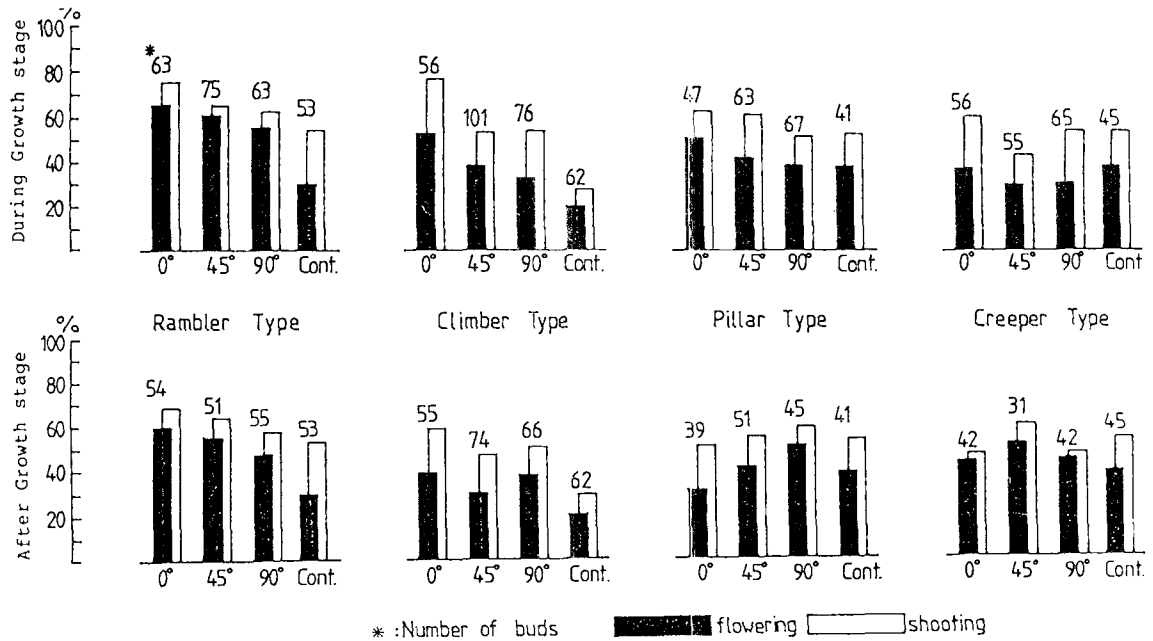 %
100
80
60
40
20
During Growth stage
* 63 75 63 53
56 101 76 62
47 63 67 41
56 55 65 45
0° 45° 90° Cont.
0° 45° 90° Cont.
0° 45° 90° Cont.
0° 45° 90° Cont
Rambler Type Climber Type Pillar Type Creeper Type
%
100
80
60
40
20
After Growth stage
54 51 55 53
55 74 66 62
39 51 45 41
42 31 42 45
0° 45° 90° Cont.
0° 45° 90° Cont.
0° 45° 90° Cont.
0° 45° 90° Cont.
* :Number of buds flowering shooting